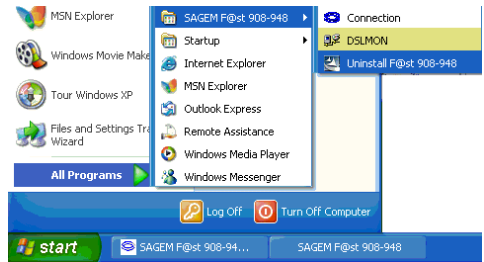 MSN Explorer
Windows Movie Make
Tour Windows XP
Files and Settings Tra
Wizard
All Programs
SAGEM F@st 908-948
Startup
Internet Explorer
MSN Explorer
Outlook Express
Remote Assistance
Windows Media Player
Windows Messenger
Connection
DSLMON
Uninstall F@st 908-948
Log Off
Turn Off Computer
start
SAGEM F@st 908-94...
SAGEM F@st 908-948